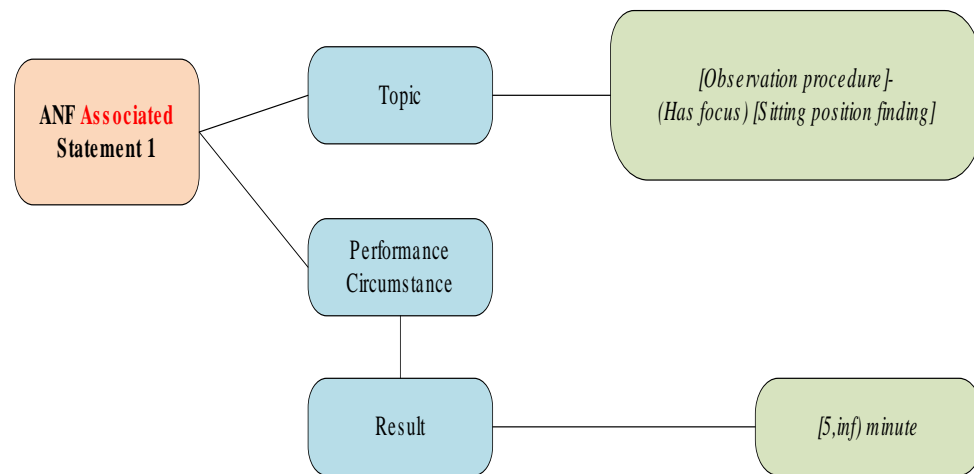 ANF Associated
Statement 1
Topic
[Observation procedure]-
(Has focus) [Sitting position finding]
Performance
Circumstance
Result
[5,inf) minute